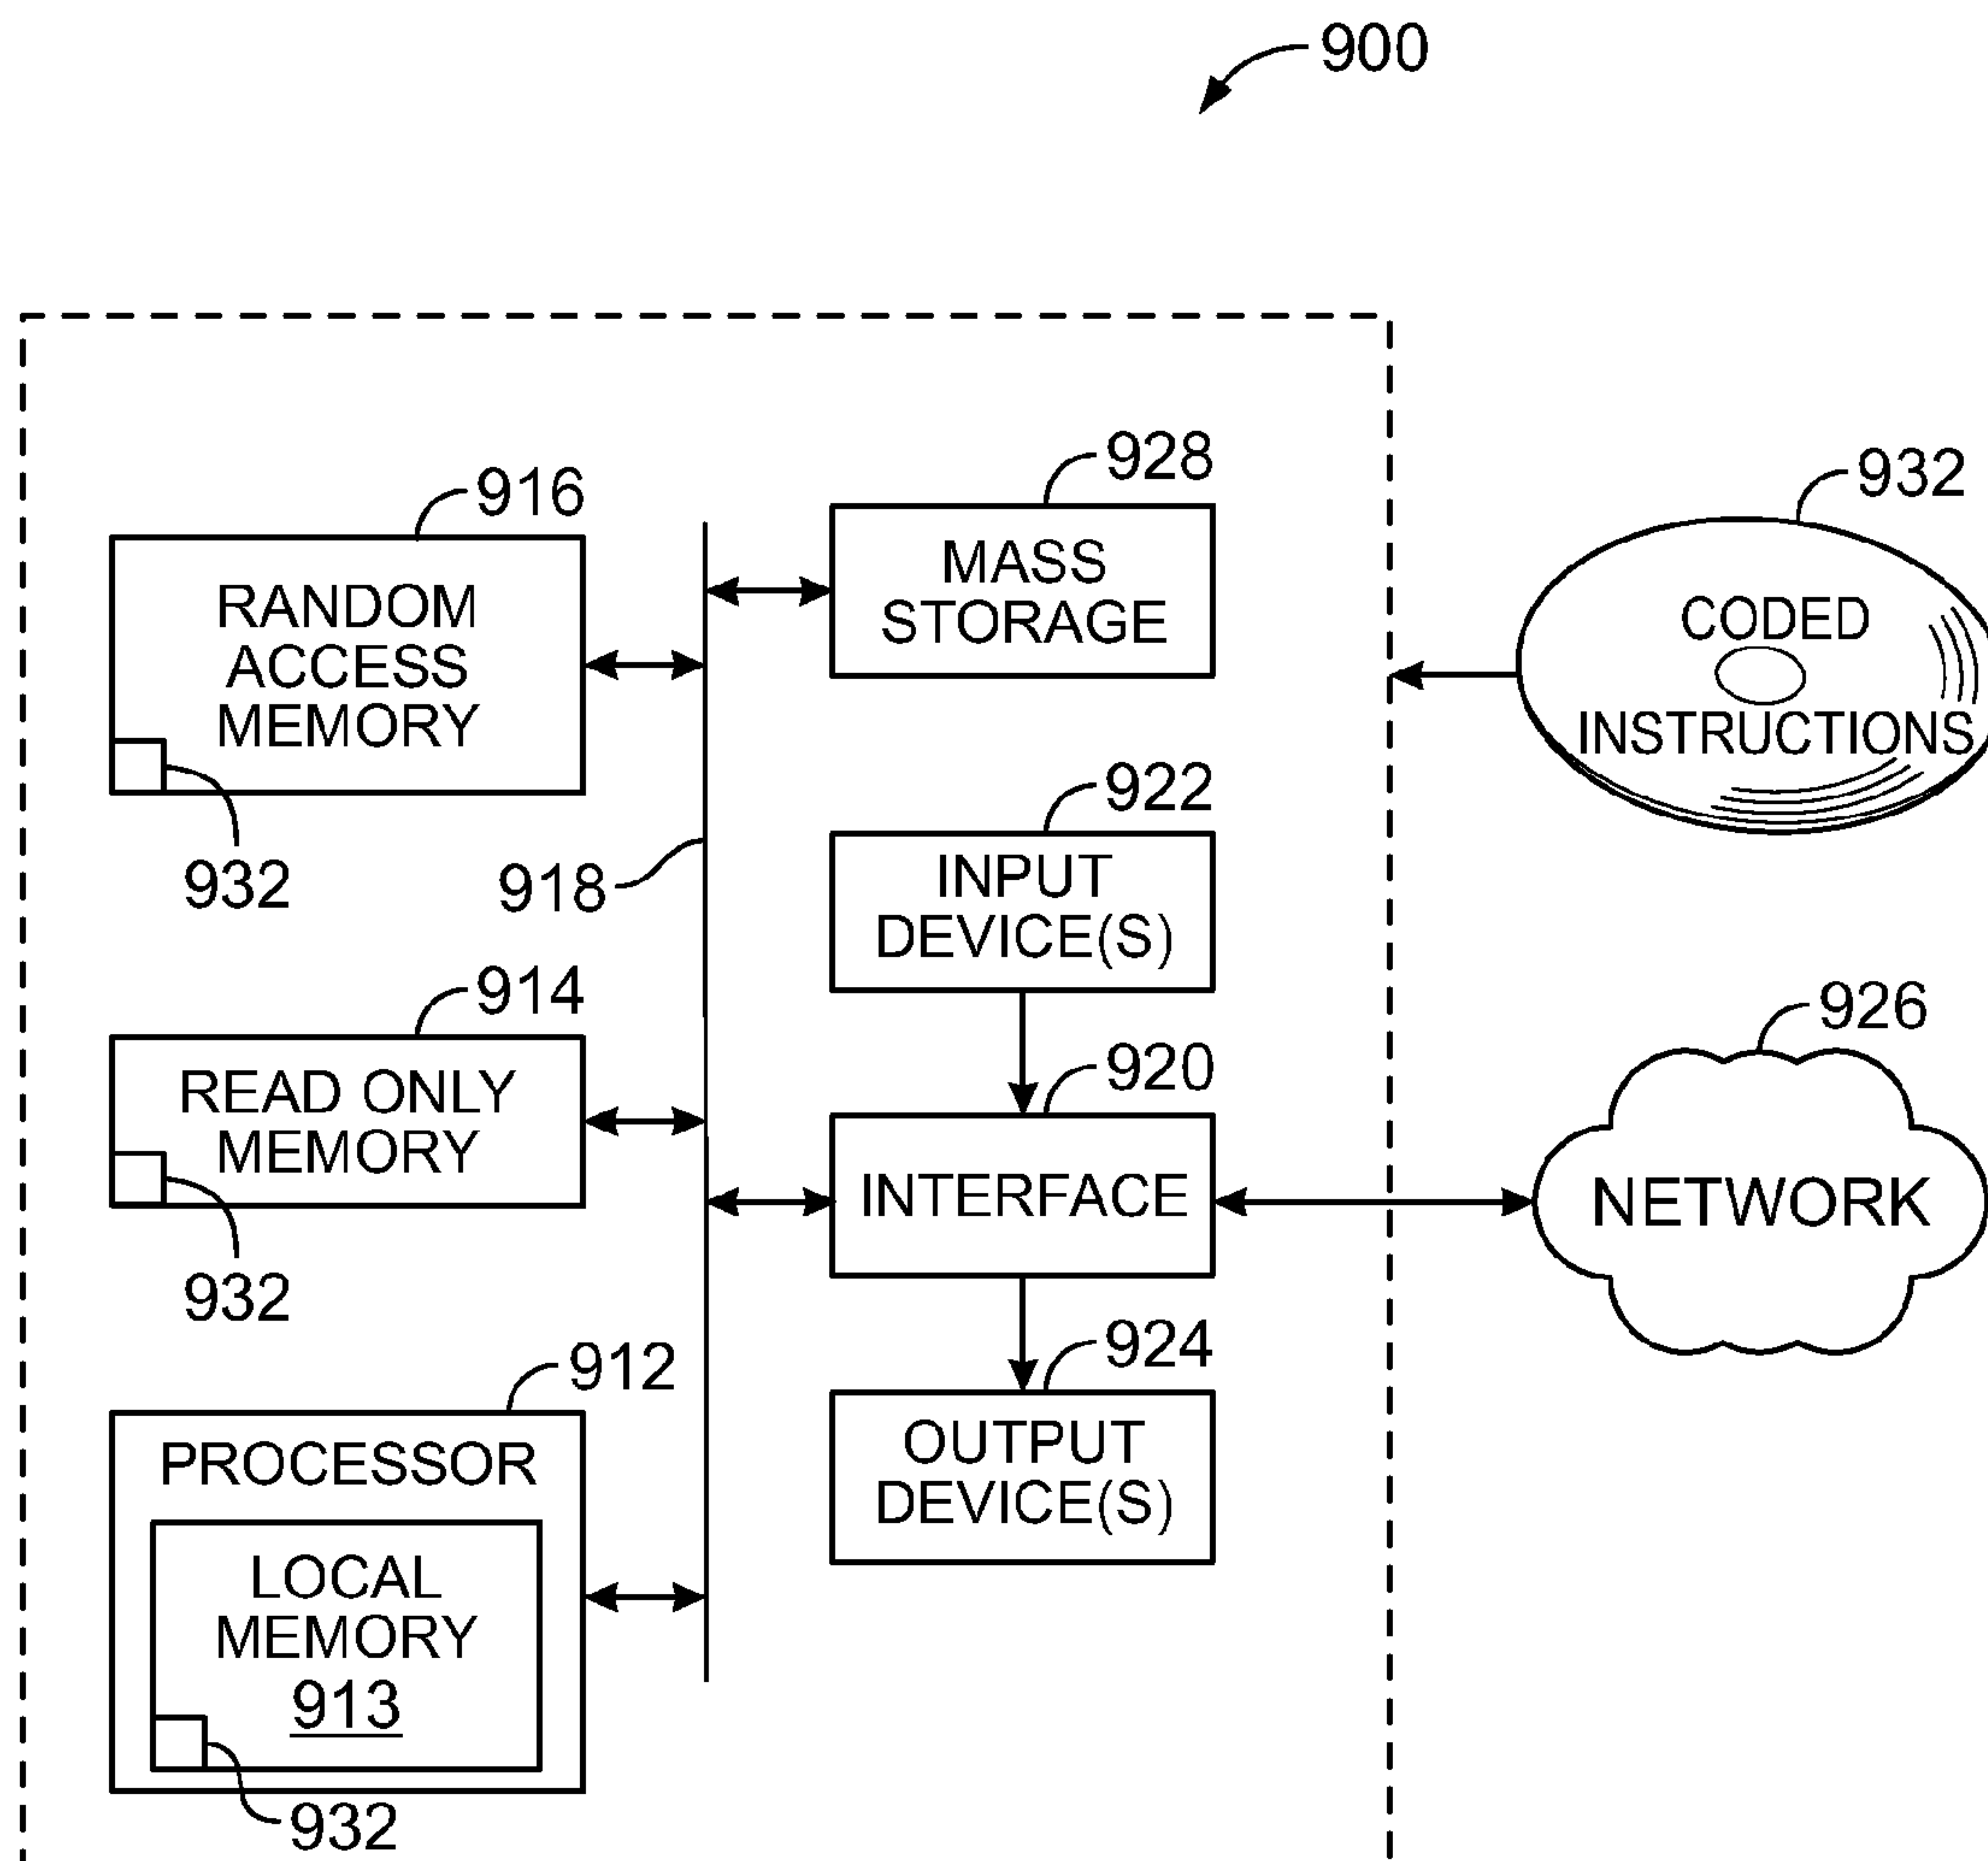 900
916
RANDOM
ACCESS
MEMORY
932
918
914
READ ONLY
MEMORY
932
912
PROCESSOR
LOCAL
MEMORY
913
932
928
MASS
STORAGE
922
INPUT
DEVICE(S)
920
INTERFACE
924
OUTPUT
DEVICE(S)
932
CODED
INSTRUCTIONS
926
NETWORK